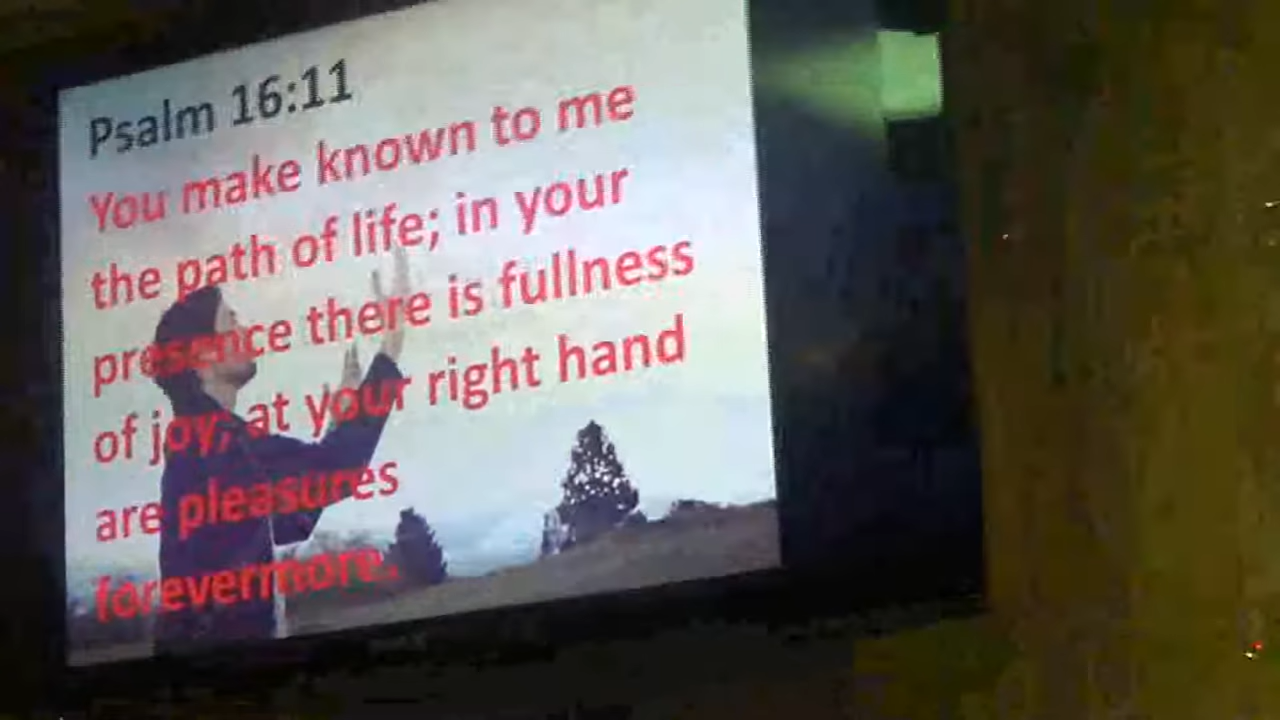 Psalm 16:11
You make known to me
the path of life; in your
presence there is fullness
of joy; at your right hand
are pleasures
forevermore.